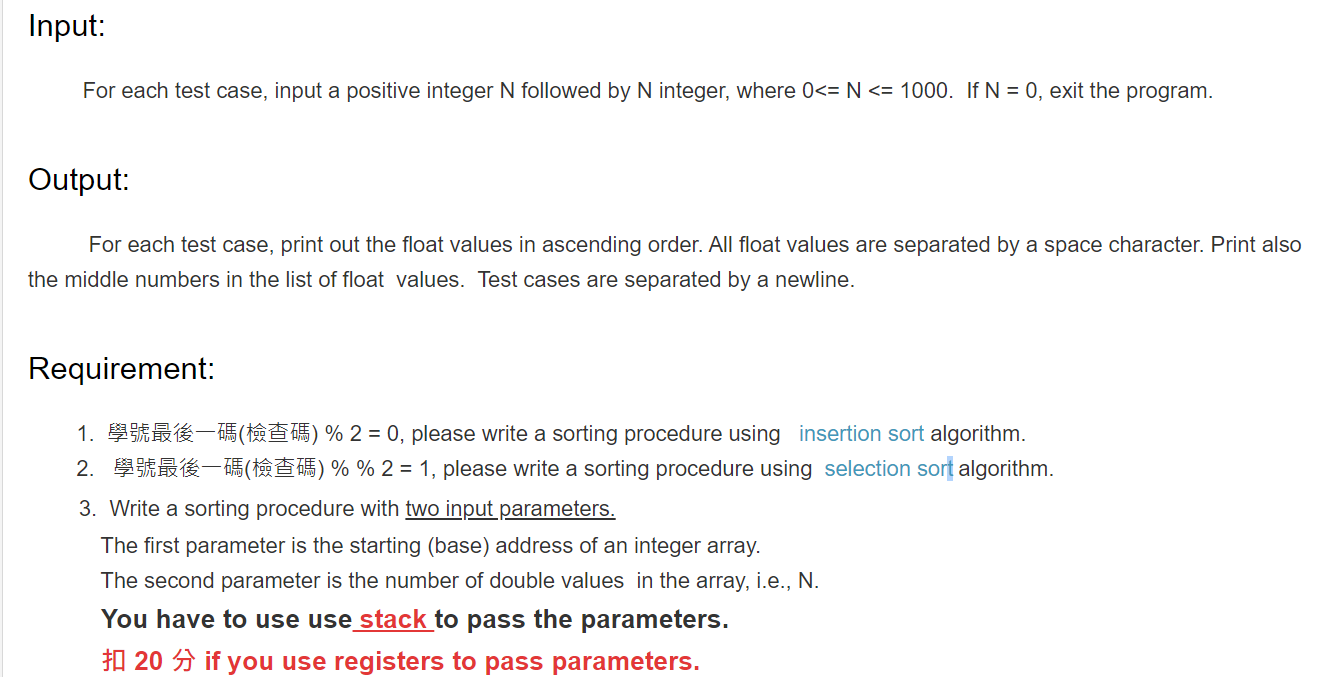 Input:
For each test case, input a positive integer N followed by N integer, where 0<= N <= 1000.  If N = 0, exit the program.
Output:
For each test case, print out the float values in ascending order. All float values are separated by a space character. Print also
the middle numbers in the list of float  values.  Test cases are separated by a newline.
Requirement:
1.  學號最後一碼(檢查碼) % 2 = 0, please write a sorting procedure using   insertion sort algorithm.
2.   學號最後一碼(檢查碼) % % 2 = 1, please write a sorting procedure using  selection sort algorithm.
3.  Write a sorting procedure with two input parameters.
The first parameter is the starting (base) address of an integer array.
The second parameter is the number of double values  in the array, i.e., N.
You have to use use stack to pass the parameters.
扣 20 分 if you use registers to pass parameters.